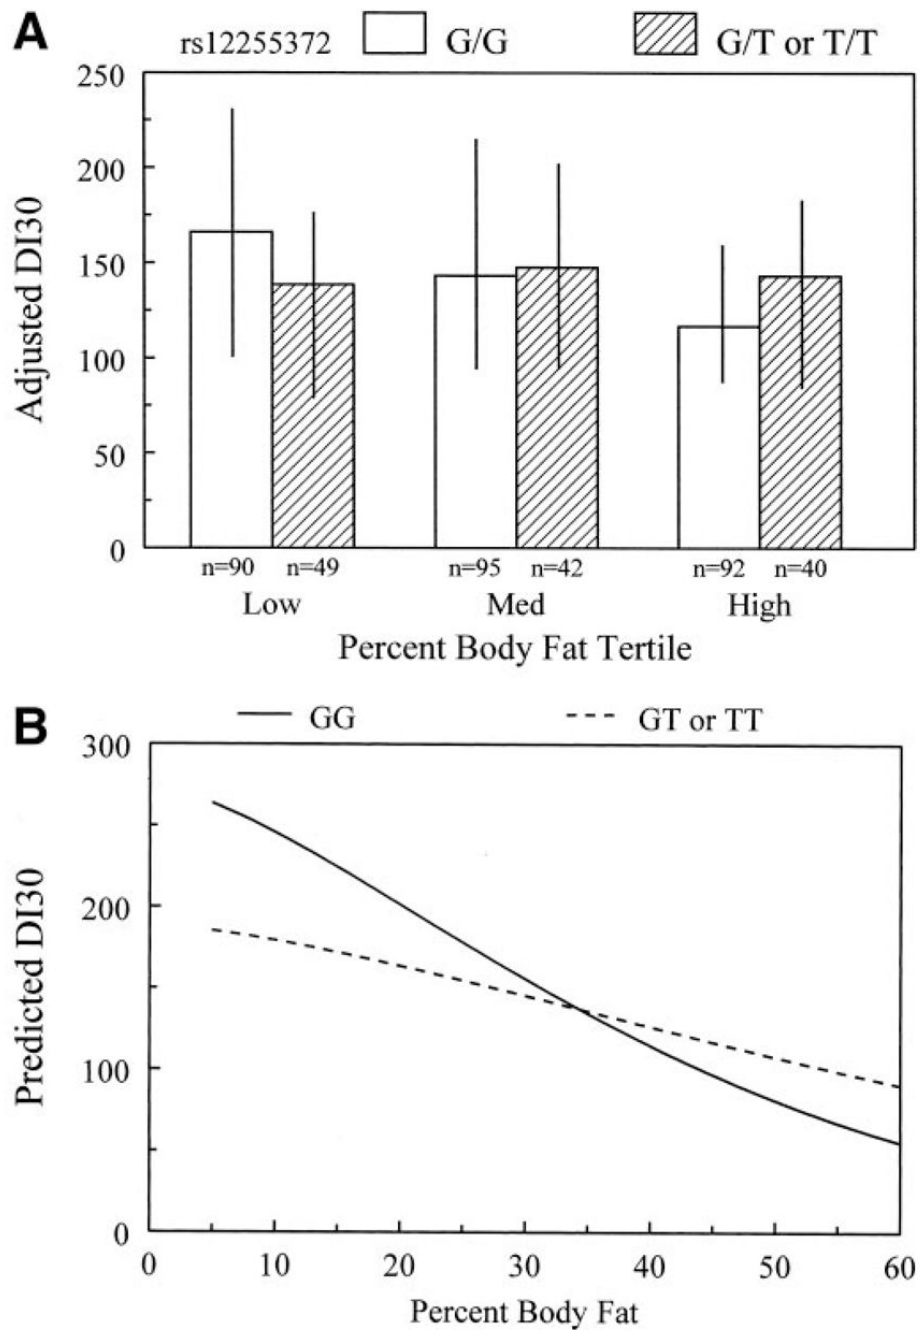 A
rs12255372 G/G G/T or T/T
250
200
150
100
50
0
Adjusted DI30
n=90 n=49 n=95 n=42 n=92 n=40
Low Med High
Percent Body Fat Tertile
B
GG GT or TT
300
200
100
0
Predicted DI30
0 10 20 30 40 50 60
Percent Body Fat